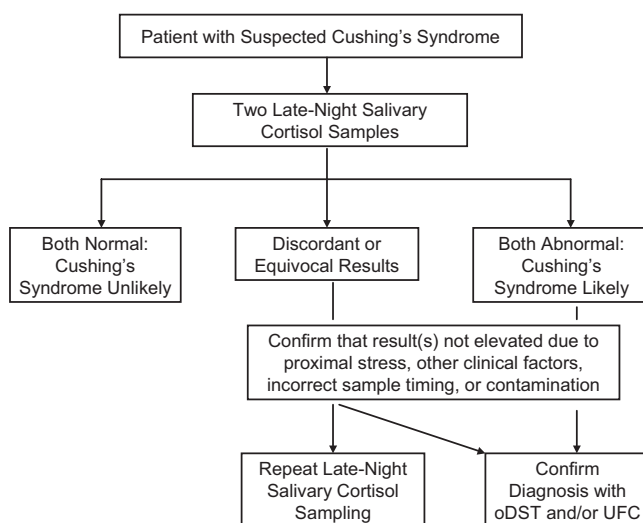 Patient with Suspected Cushing's Syndrome
Two Late-Night Salivary
Cortisol Samples
Both Normal:
Cushing's
Syndrome Unlikely
Discordant or
Equivocal Results
Both Abnormal:
Cushing's
Syndrome Likely
Confirm that result(s) not elevated due to
proximal stress, other clinical factors,
incorrect sample timing, or contamination
Repeat Late-Night
Salivary Cortisol
Sampling
Confirm
Diagnosis with
oDST and/or UFC